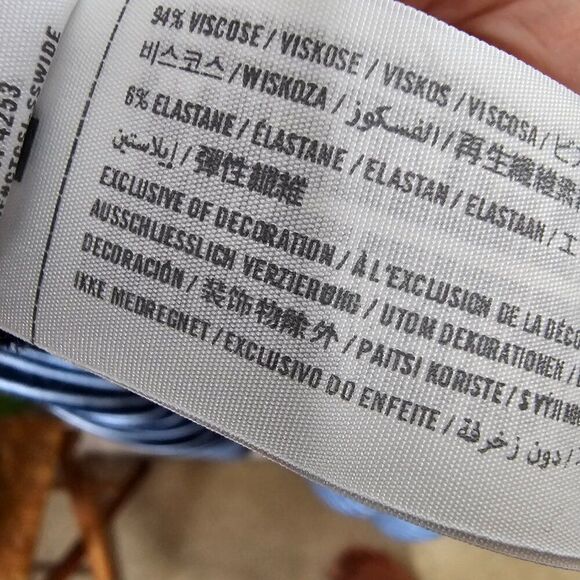 94% VISCOSE / VISKOSE / VISKOS / VISCOSA /
비스코스 / WISKOZA / الفسكوز / 再生纖維素
6% ELASTANE / ÉLASTANE / ELASTAN / ELASTAAN / エ
إيلاستين / 彈性纖維
EXCLUSIVE OF DECORATION / À L'EXCLUSION DE LA DÉCO
AUSSCHLIESSLICH VERZIERUNG / UTOM DEKORATIONER /
DECORACIÓN / 装饰物除外 / PAITSI KORISTE /
IKKE MEDREGNET / EXCLUSIVO DO ENFEITE / دون زخرفة /
4253
SSWIDE